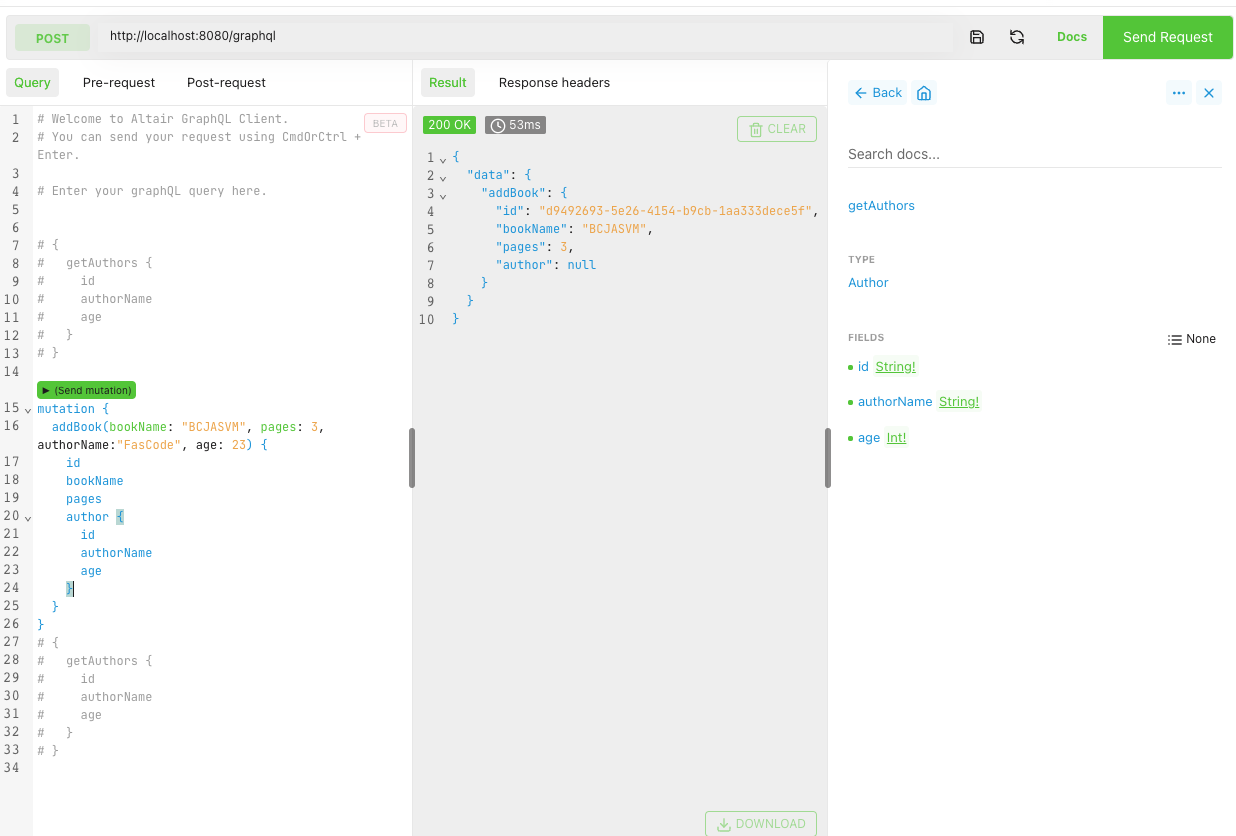 POST
http://localhost:8080/graphql
Docs
Send Request
Query
Pre-request
Post-request
BETA
1 # Welcome to Altair GraphQL Client.
2 # You can send your request using CmdOrCtrl +
Enter.
3
4 # Enter your graphQL query here.
5
6
7 # {
8 #   getAuthors {
9 #     id
10 #     authorName
11 #     age
12 #   }
13 # }
14
▶ (Send mutation)
15 mutation {
16   addBook(bookName: "BCJASVM", pages: 3,
authorName:"FasCode", age: 23) {
17     id
18     bookName
19     pages
20     author {
21       id
22       authorName
23       age
24     }
25   }
26 }
27 # {
28 #   getAuthors {
29 #     id
30 #     authorName
31 #     age
32 #   }
33 # }
34
Result
Response headers
200 OK
53ms
CLEAR
1 {
2   "data": {
3     "addBook": {
4       "id": "d9492693-5e26-4154-b9cb-1aa333dece5f",
5       "bookName": "BCJASVM",
6       "pages": 3,
7       "author": null
8     }
9   }
10 }
DOWNLOAD
Back
Search docs...
getAuthors
TYPE
Author
FIELDS
None
id String!
authorName String!
age Int!